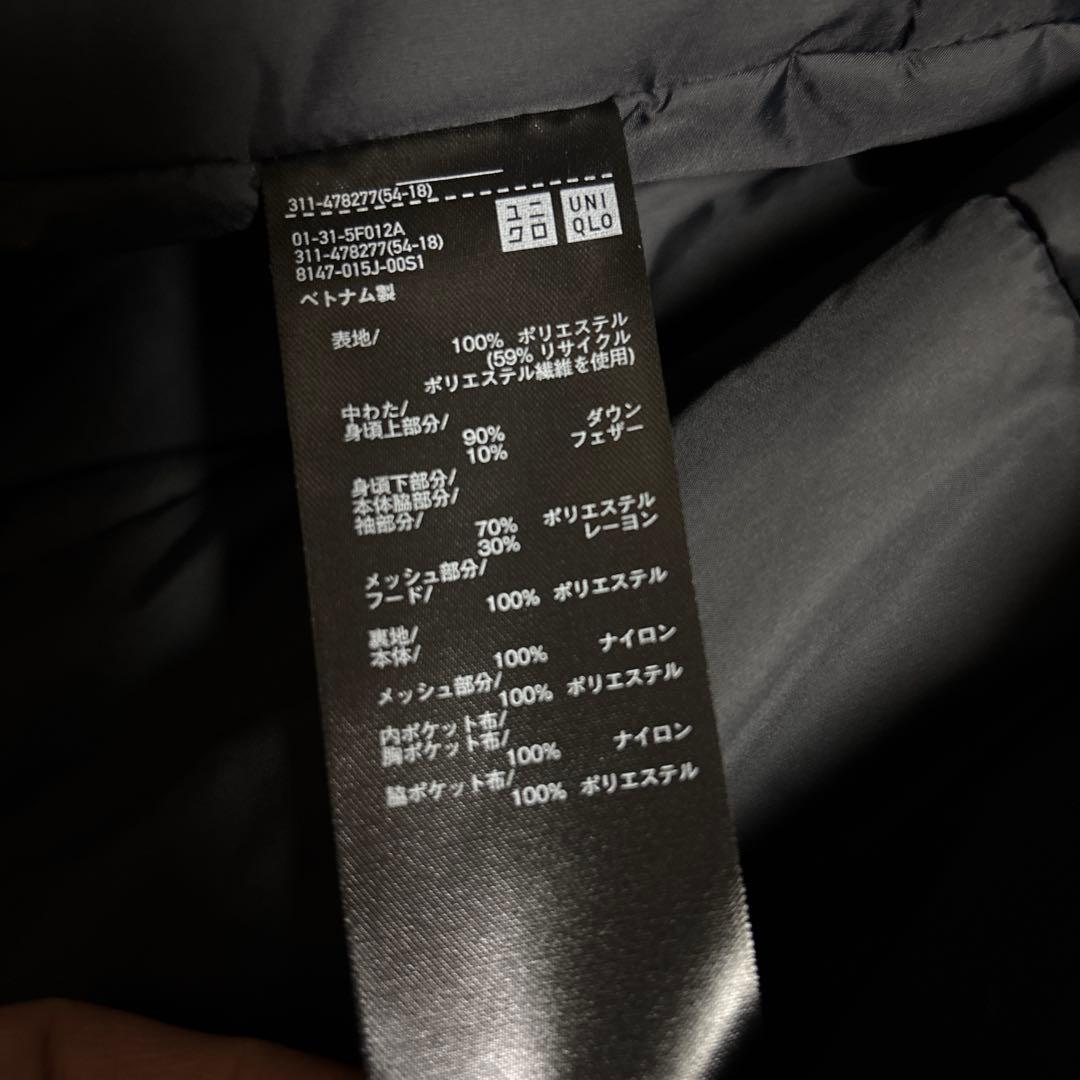 311-478277(54-18)
ユニクロ
UNIQLO
01-31-5F012A
311-478277(54-18)
8147-015J-00S1
ベトナム製
表地/ 100% ポリエステル
(59% リサイクル
ポリエステル繊維を使用)
中わた/
身頃上部分/ 90% ダウン
10% フェザー
身頃下部分/
本体脇部分/
袖部分/ 70% ポリエステル
30% レーヨン
メッシュ部分/
フード/ 100% ポリエステル
裏地/
本体/ 100% ナイロン
メッシュ部分/ 100% ポリエステル
内ポケット布/
胸ポケット布/ 100% ナイロン
脇ポケット布/ 100% ポリエステル